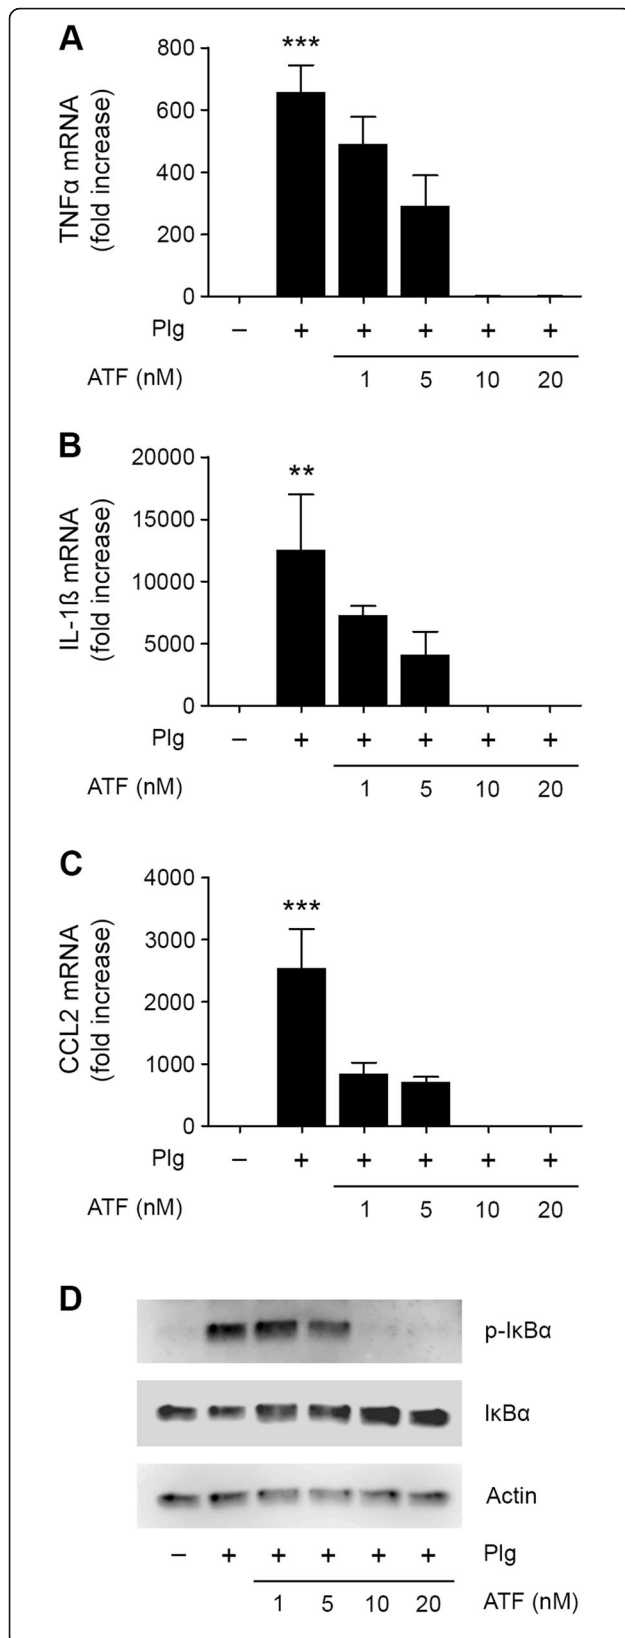 A
TNFα mRNA
(fold increase)
800
600
400
200
0
***
Plg – + + + + +
ATF (nM) 1 5 10 20
B
IL-1ß mRNA
(fold increase)
20000
15000
10000
5000
0
**
Plg – + + + + +
ATF (nM) 1 5 10 20
C
CCL2 mRNA
(fold increase)
4000
3000
2000
1000
0
***
Plg – + + + + +
ATF (nM) 1 5 10 20
D
p-IκBα
IκBα
Actin
– + + + + + Plg
1 5 10 20 ATF (nM)